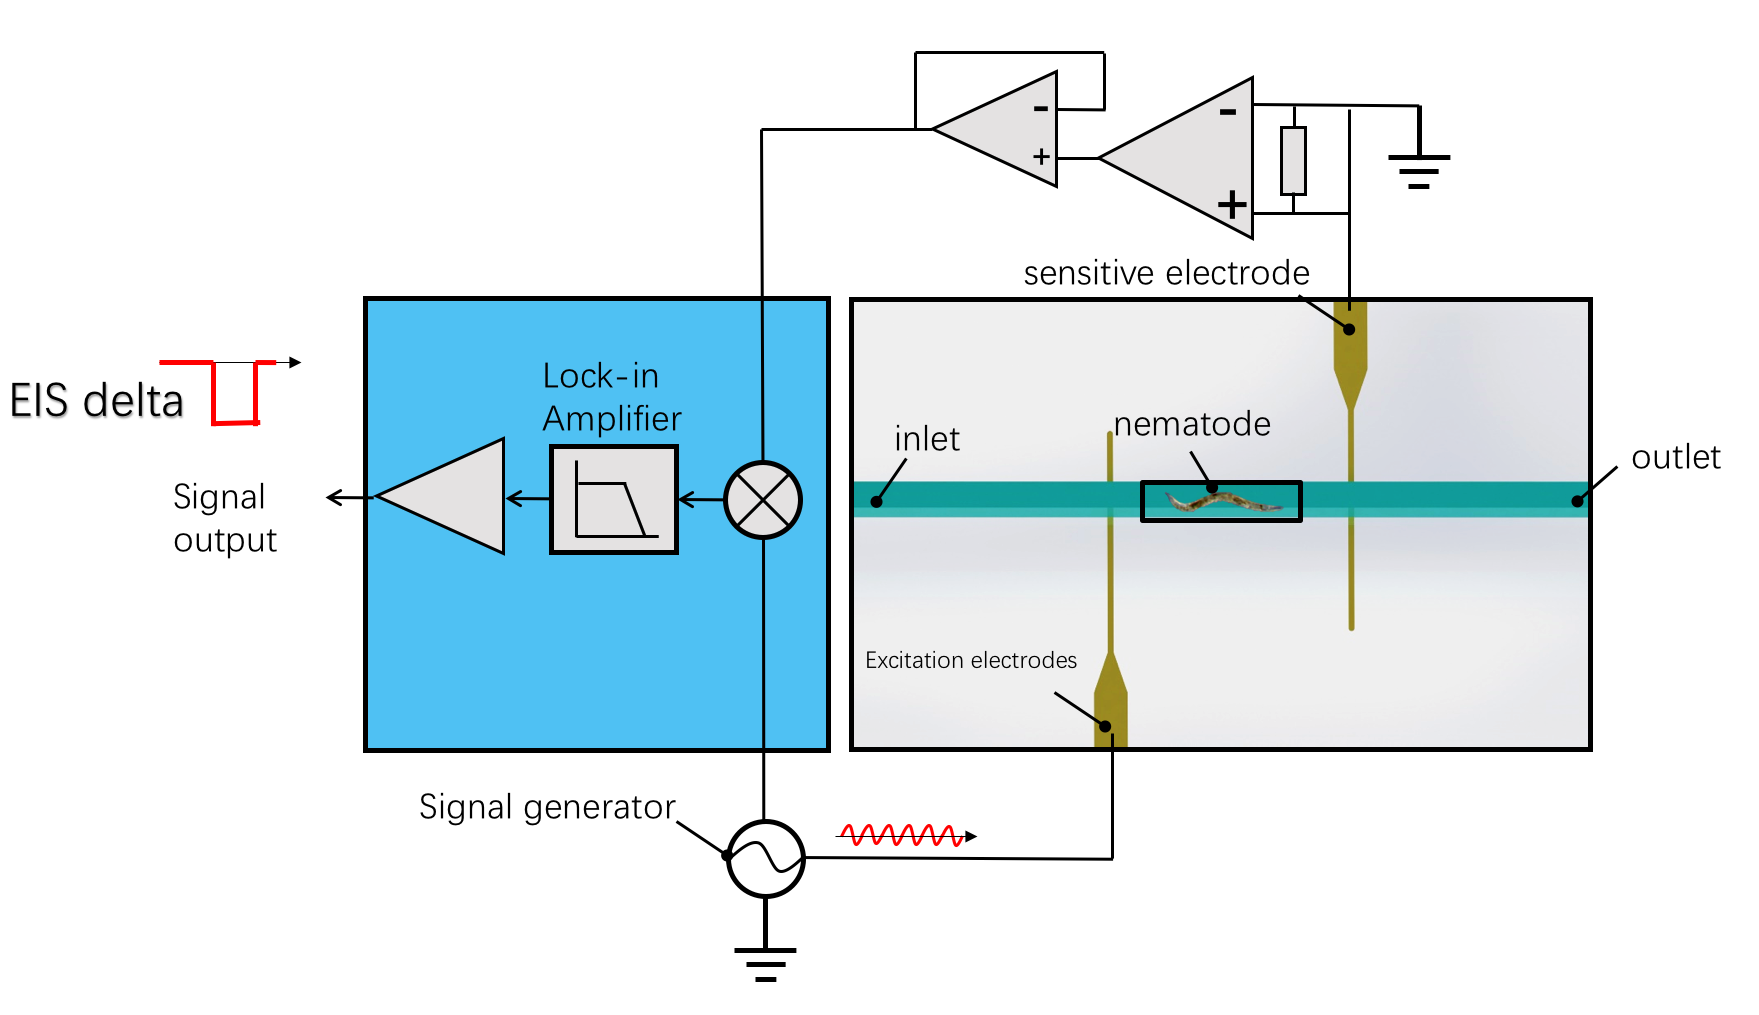 -
+
-
+
sensitive electrode
Lock-in
Amplifier
EIS delta
nematode
inlet
outlet
Signal
output
Excitation electrodes
Signal generator